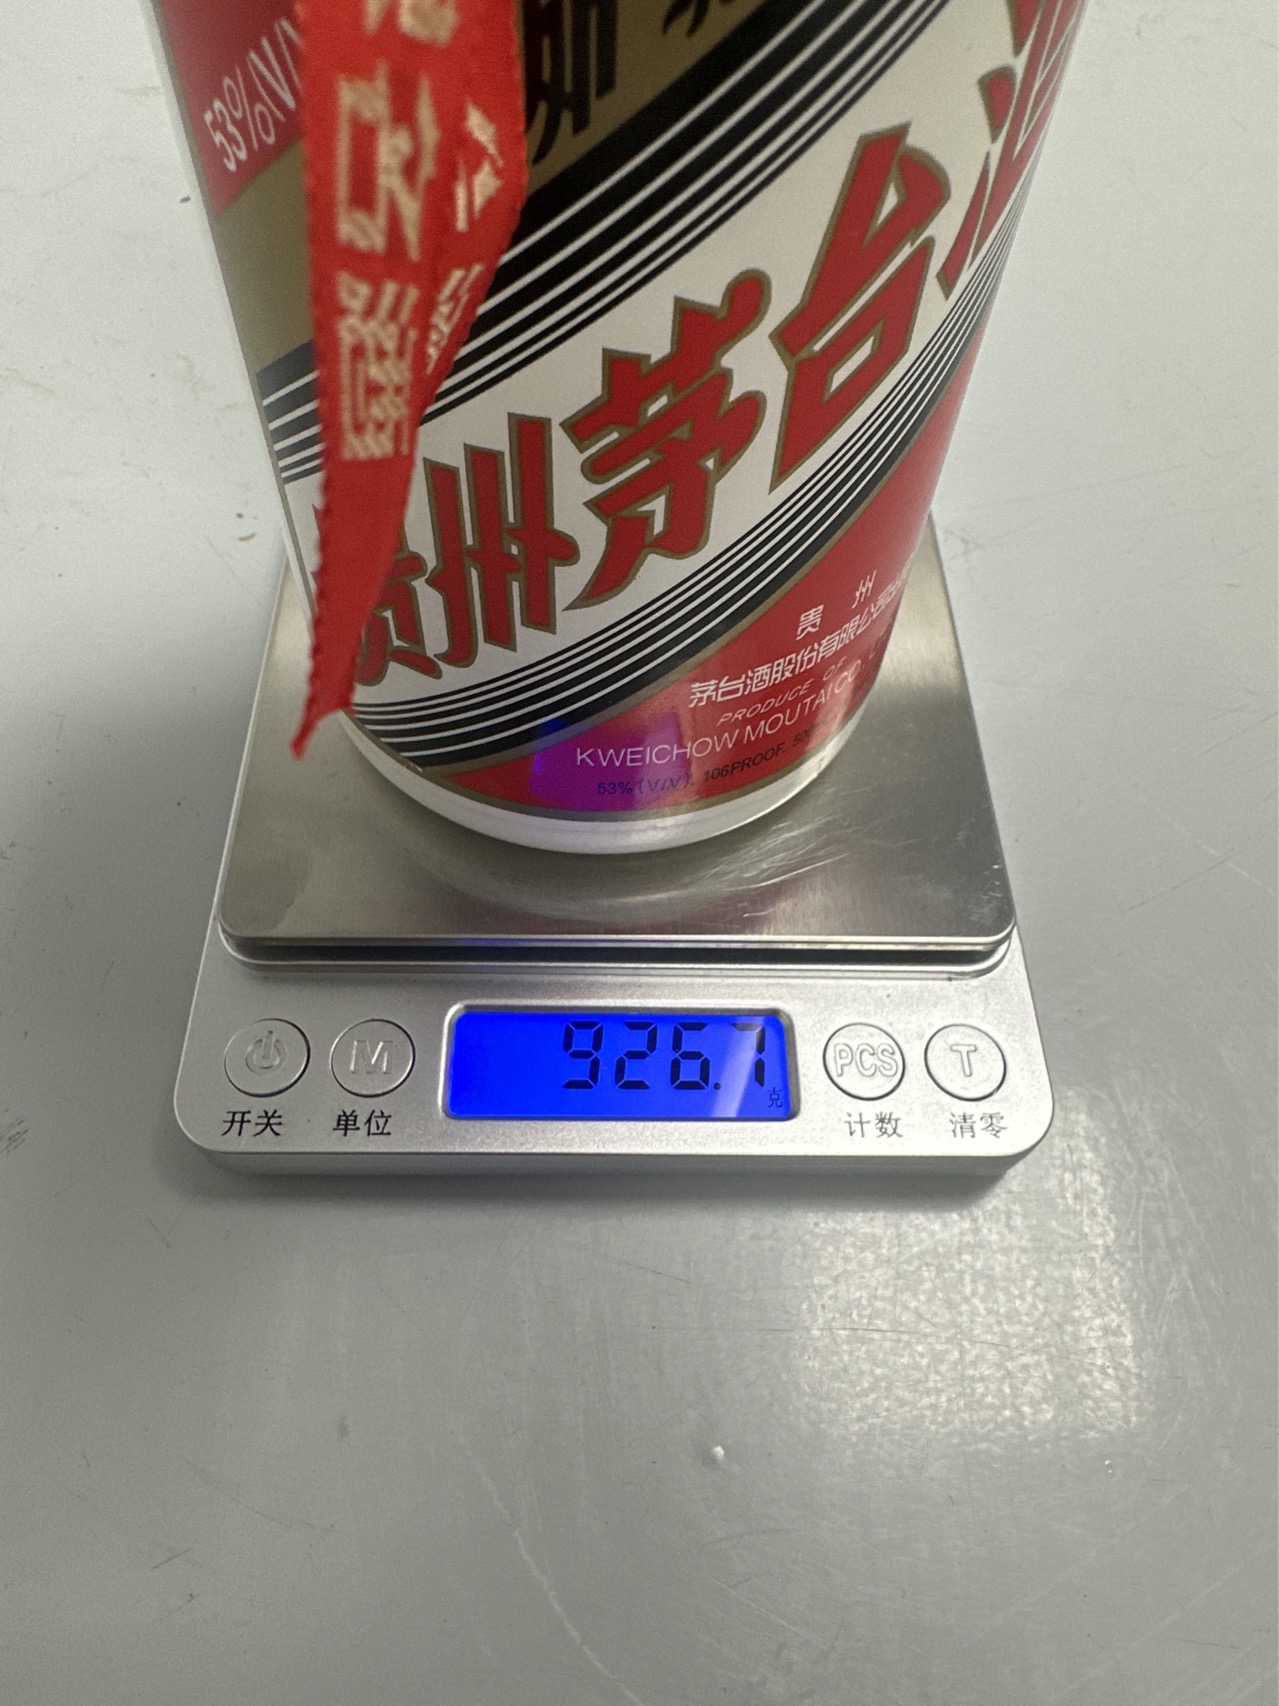 53%(V/V
贵州茅台酒
贵 州
茅台酒股份有限公司
PRODUCE OF
KWEICHOW MOUTAI CO.
53% (V/V). 106PROOF. 500
926.7
克
M
PCS
T
开关
单位
计数
清零